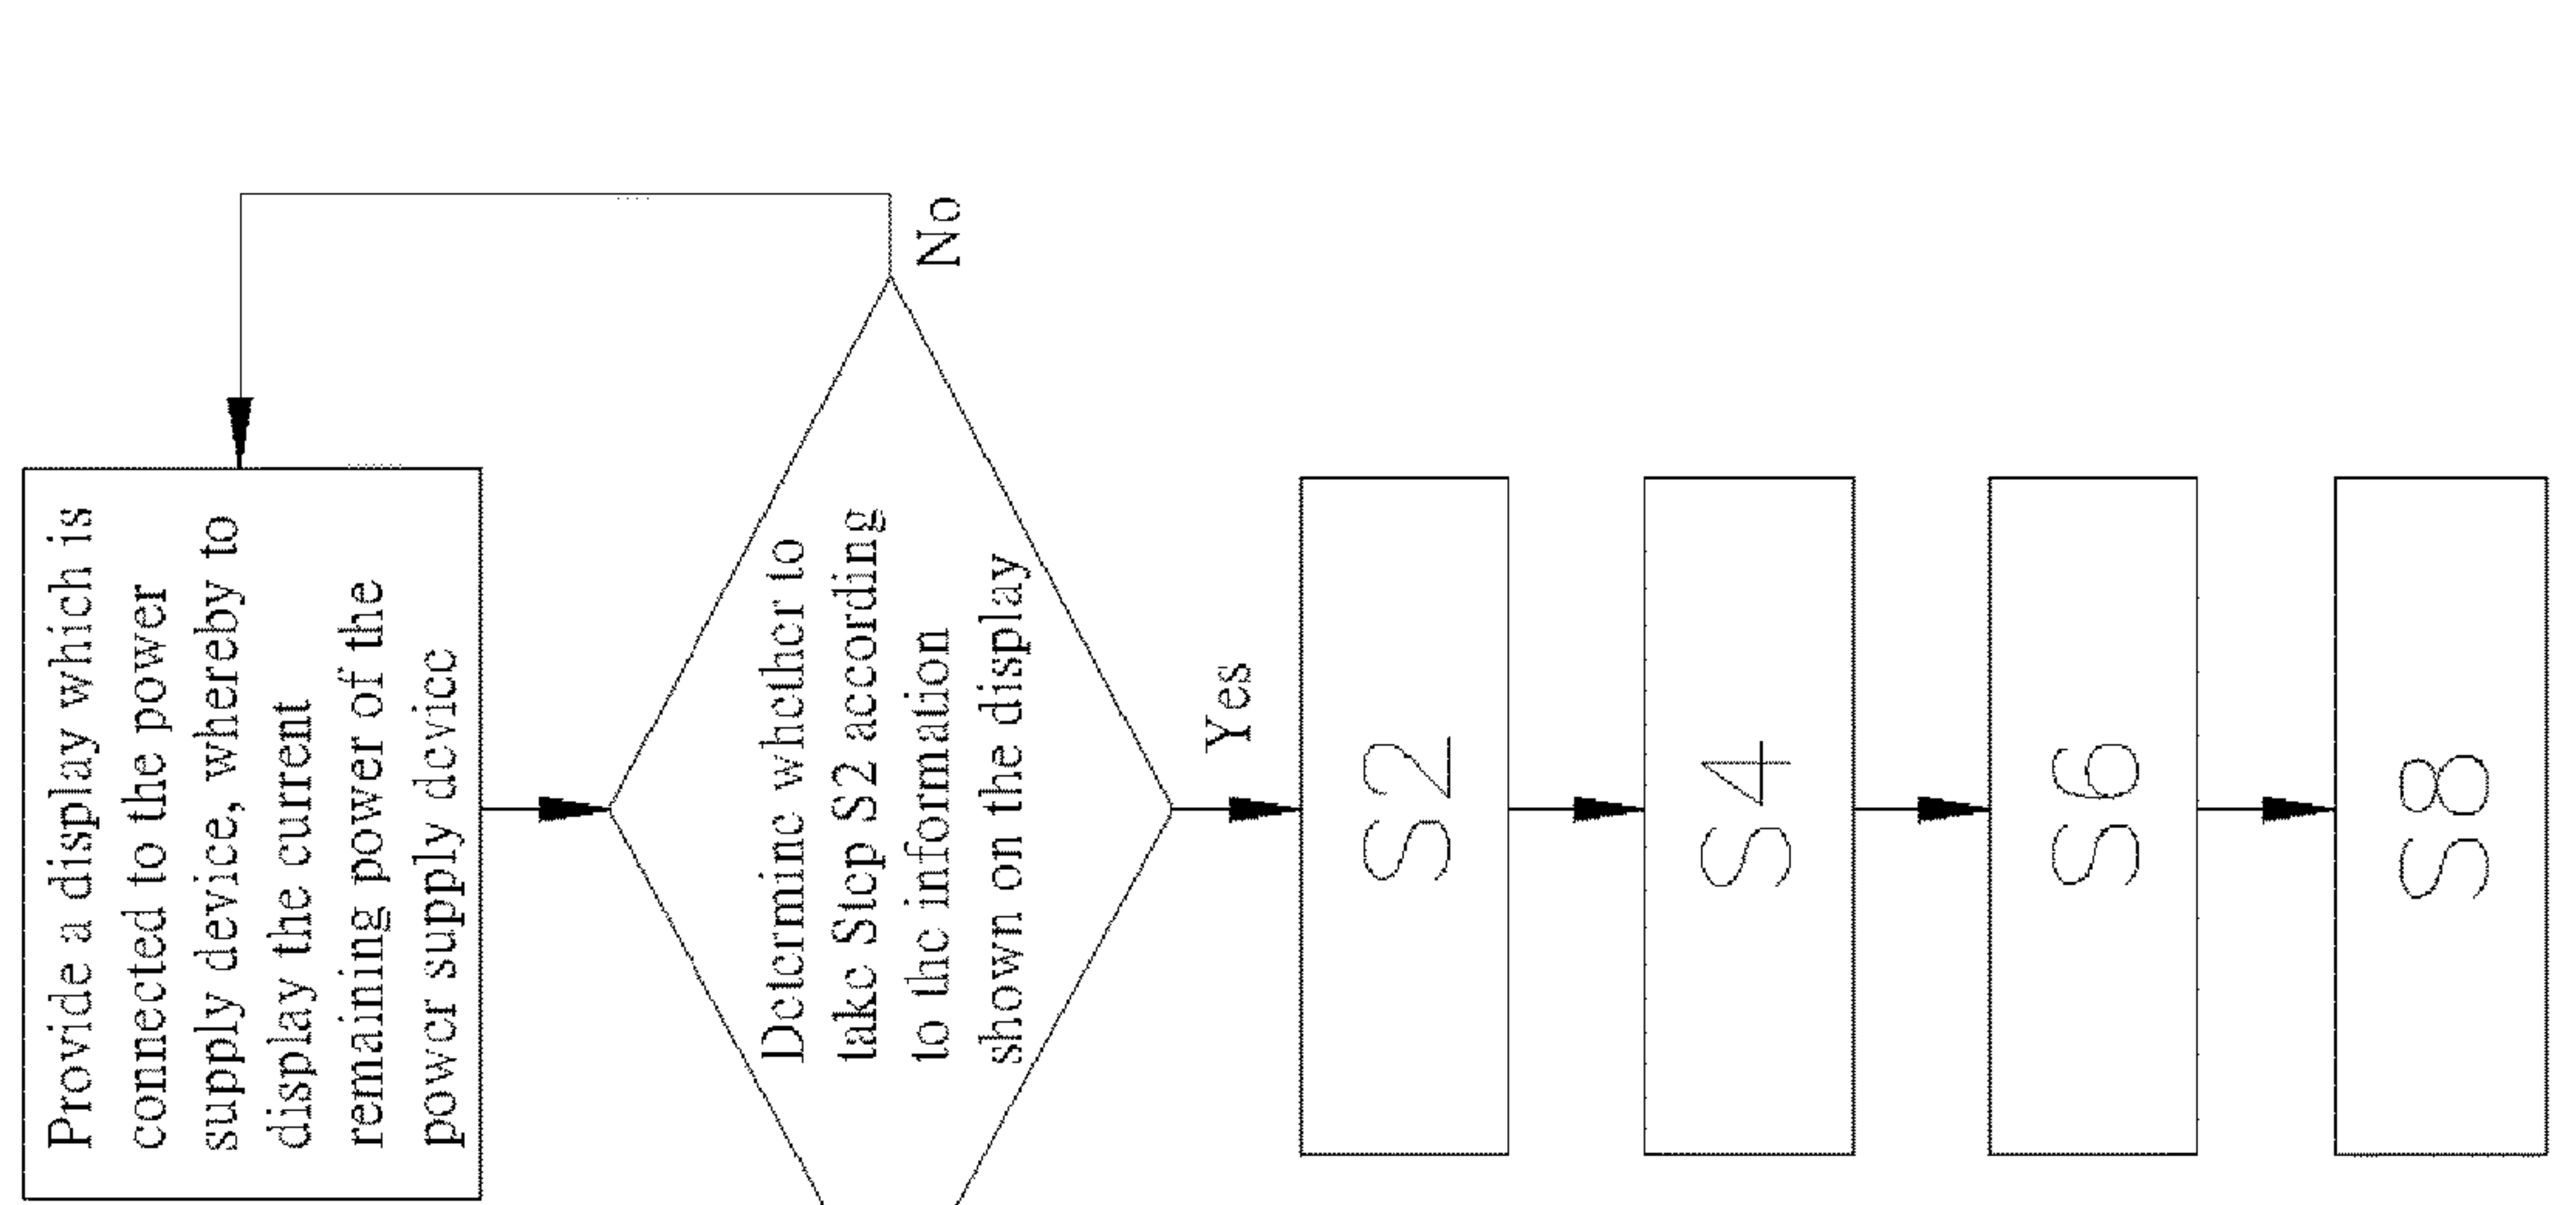 Provide a display which is
connected to the power
supply device, whereby to
display the current
remaining power of the
power supply device
Determine whether to
take Step S2 according
to the information
shown on the display
No
Yes
S2
S4
S6
S8